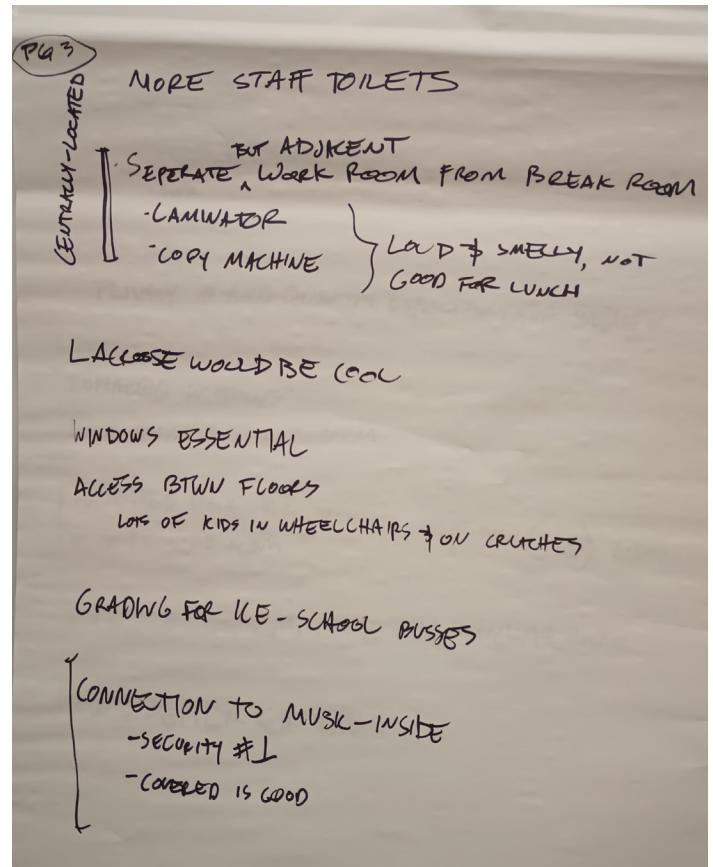 PG 3
MORE STAFF TOILETS
CENTRALLY-LOCATED
BUT ADJACENT
· SEPERATE ^ WORK ROOM FROM BREAK ROOM
· LAMINATOR
· COPY MACHINE
LOUD & SMELLY, NOT
GOOD FOR LUNCH
LACROSSE WOULD BE COOL
WINDOWS ESSENTIAL
ACCESS BTWN FLOORS
LOTS OF KIDS IN WHEELCHAIRS & ON CRUTCHES
GRADING FOR ICE - SCHOOL BUSSES
CONNECTION TO MUSIC - INSIDE
- SECURITY #1
- COVERED IS GOOD